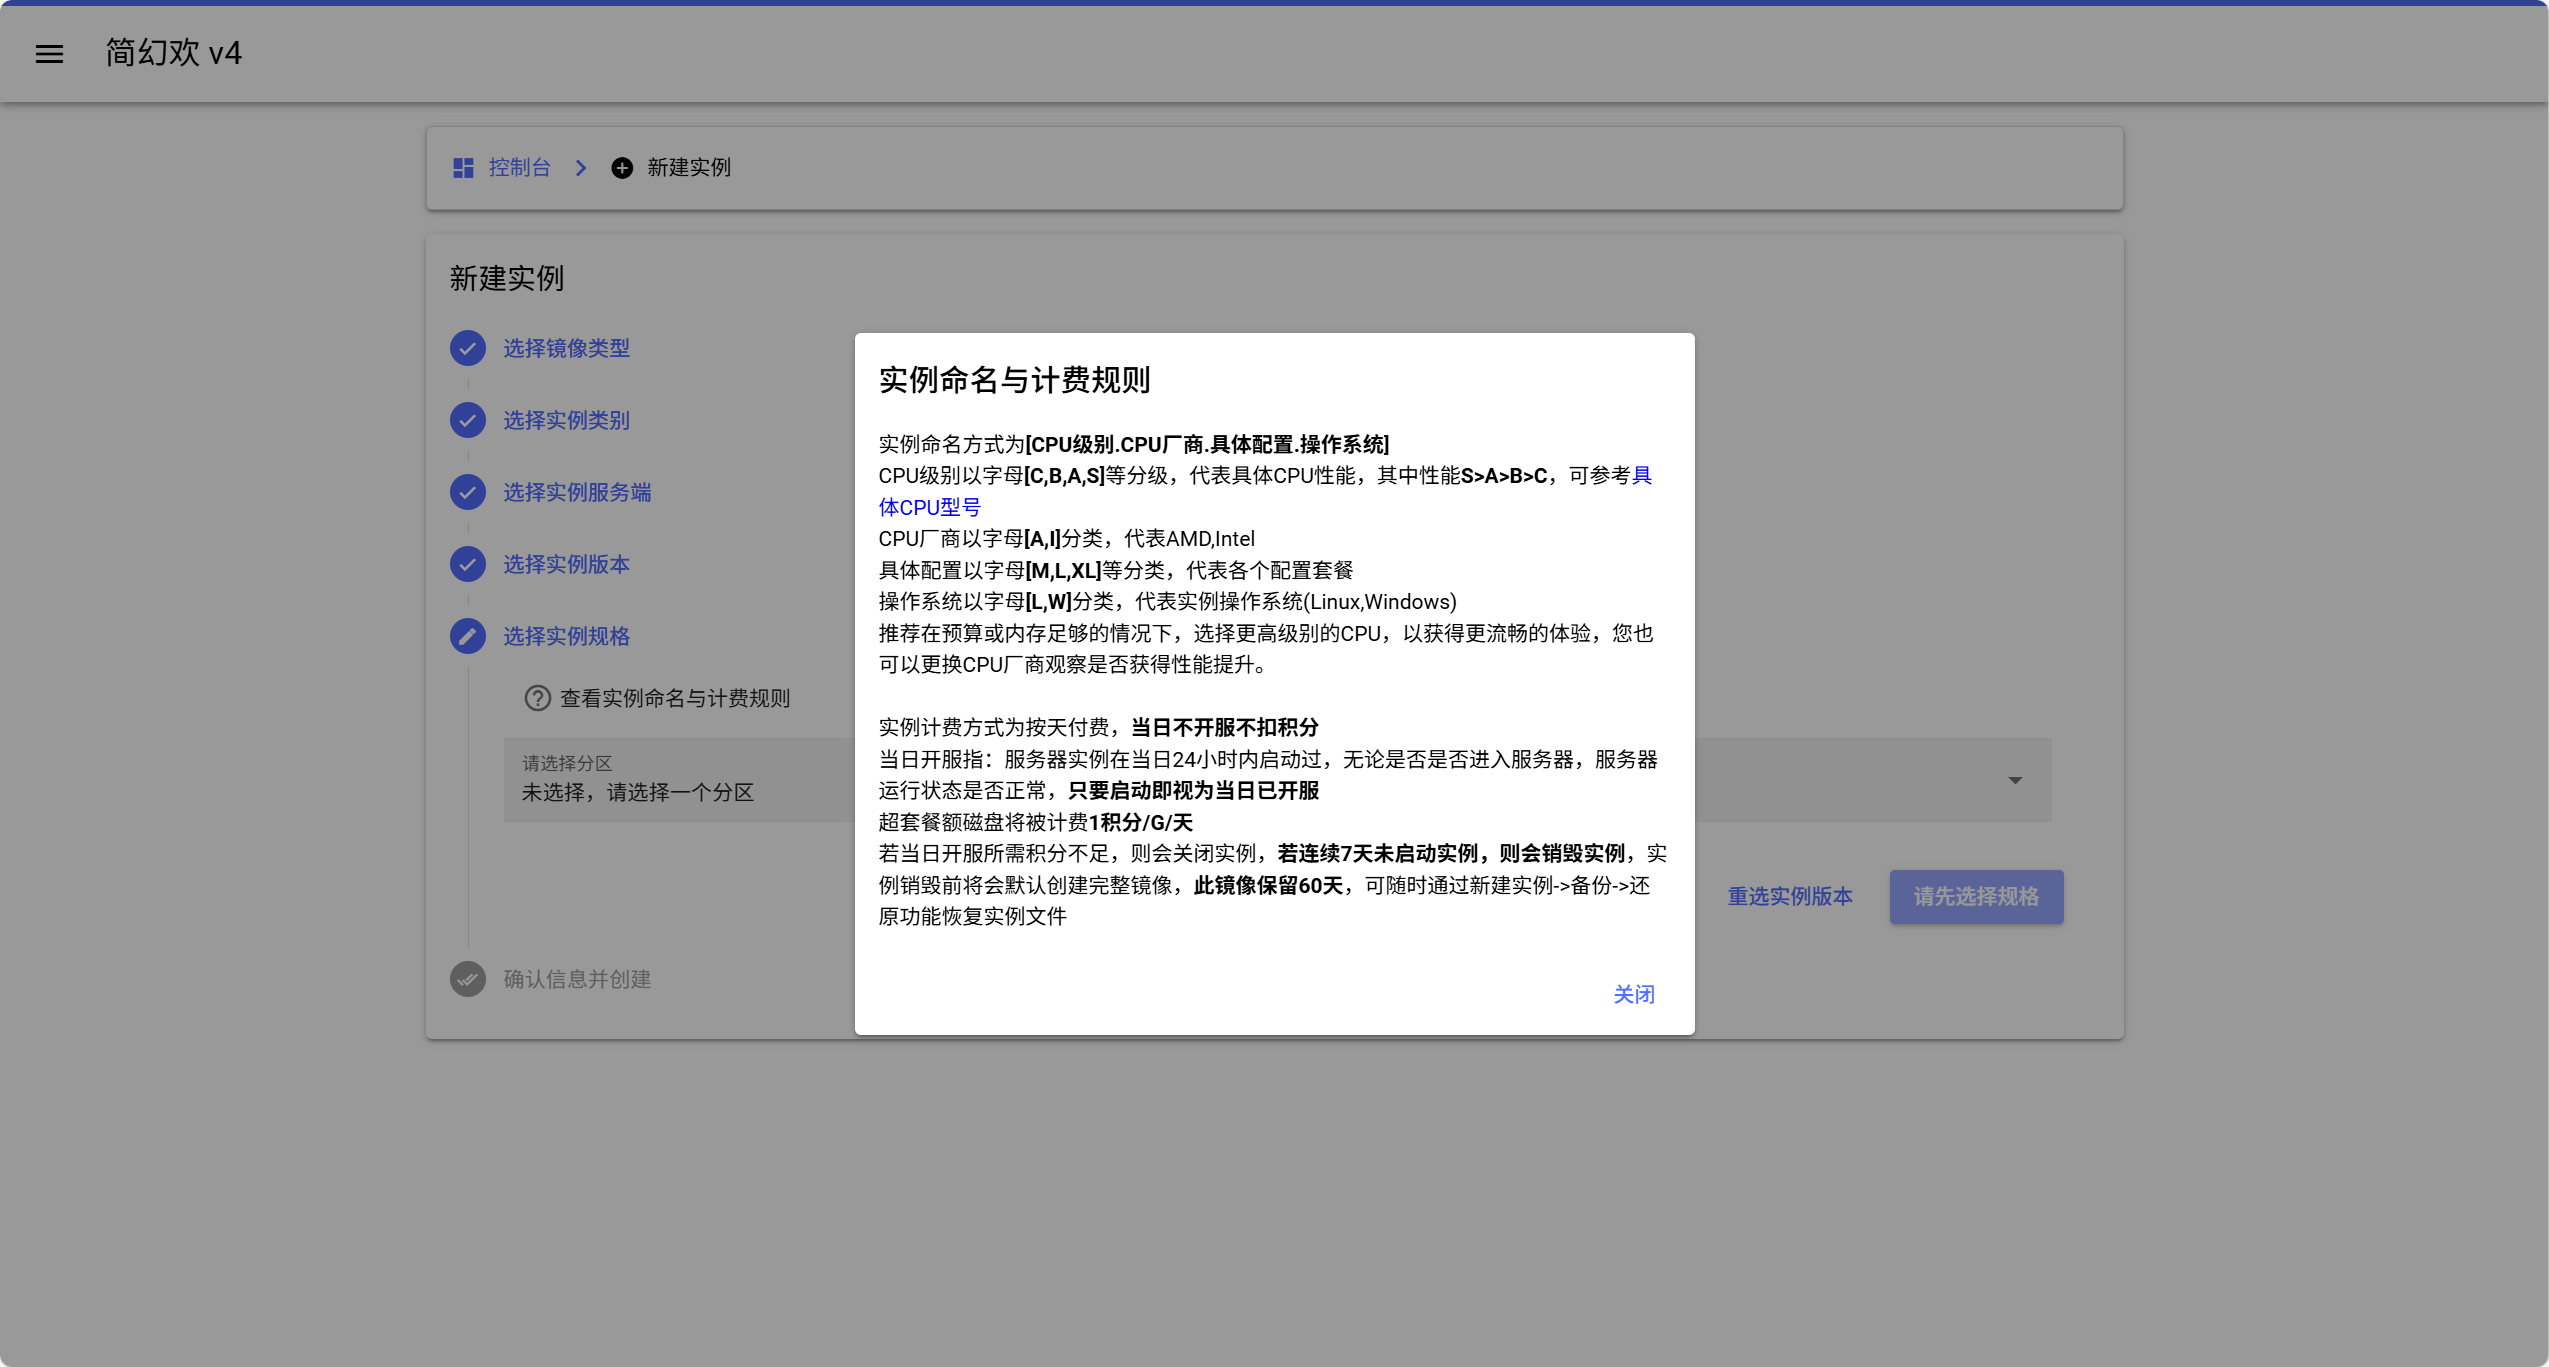 简幻欢 v4
控制台
新建实例
新建实例
选择镜像类型
选择实例类别
选择实例服务端
选择实例版本
选择实例规格
查看实例命名与计费规则
请选择分区
未选择，请选择一个分区
重选实例版本
请先选择规格
确认信息并创建
实例命名与计费规则
实例命名方式为[CPU级别.CPU厂商.具体配置.操作系统]
CPU级别以字母[C,B,A,S]等分级，代表具体CPU性能，其中性能S>A>B>C，可参考具
体CPU型号
CPU厂商以字母[A,I]分类，代表AMD,Intel
具体配置以字母[M,L,XL]等分类，代表各个配置套餐
操作系统以字母[L,W]分类，代表实例操作系统(Linux,Windows)
推荐在预算或内存足够的情况下，选择更高级别的CPU，以获得更流畅的体验，您也
可以更换CPU厂商观察是否获得性能提升。
实例计费方式为按天付费，当日不开服不扣积分
当日开服指：服务器实例在当日24小时内启动过，无论是否是否进入服务器，服务器
运行状态是否正常，只要启动即视为当日已开服
超套餐额磁盘将被计费1积分/G/天
若当日开服所需积分不足，则会关闭实例，若连续7天未启动实例，则会销毁实例，实
例销毁前将会默认创建完整镜像，此镜像保留60天，可随时通过新建实例->备份->还
原功能恢复实例文件
关闭